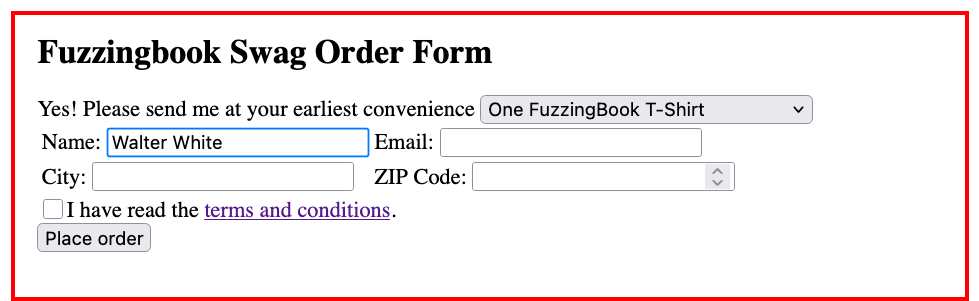 Fuzzingbook Swag Order Form
Yes! Please send me at your earliest convenience One FuzzingBook T-Shirt
Name: Walter White Email:
City: ZIP Code:
I have read the terms and conditions.
Place order